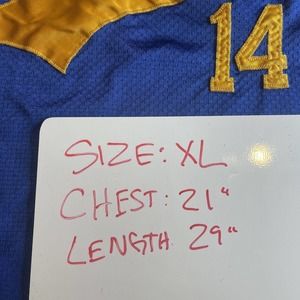 14
SIZE: XL
CHEST: 21"
LENGTH 29"